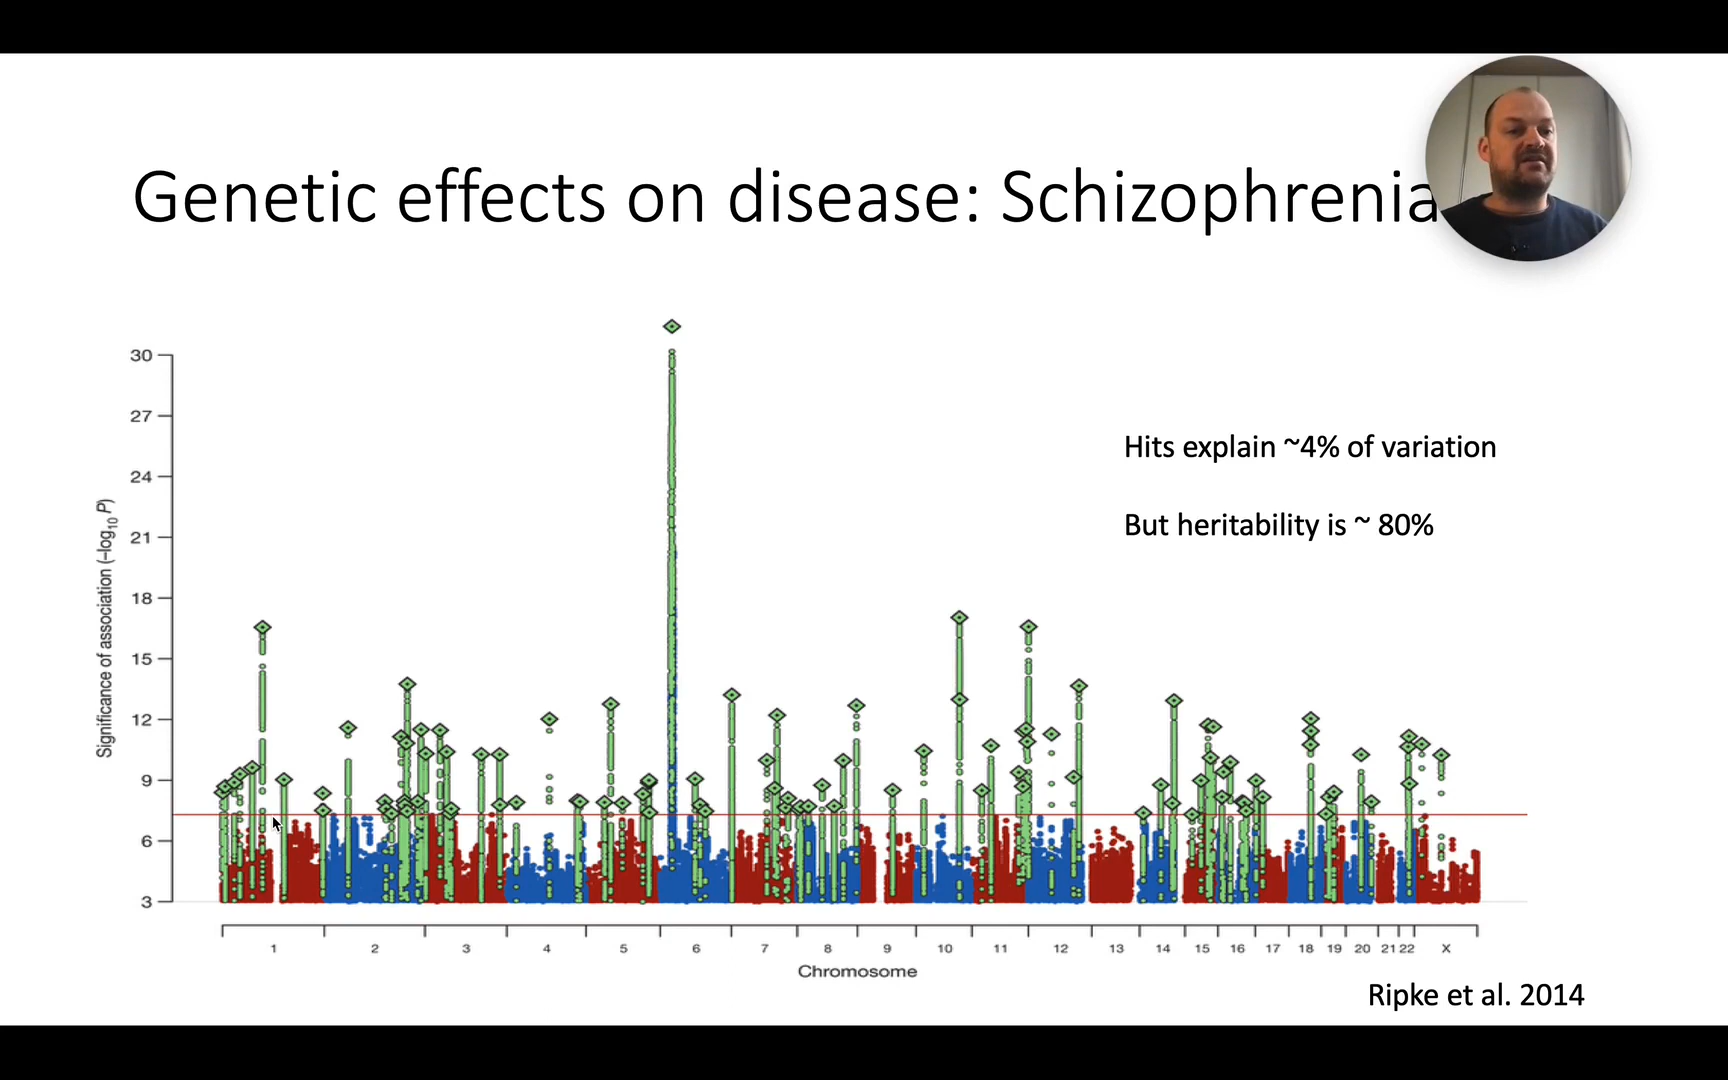 Genetic effects on disease: Schizophrenia
30
27
24
21
18
15
12
9
6
3
Significance of association (–log10 P)
Hits explain ~4% of variation
But heritability is ~ 80%
1 2 3 4 5 6 7 8 9 10 11 12 13 14 15 16 17 18 19 20 21 22 X
Chromosome
Ripke et al. 2014